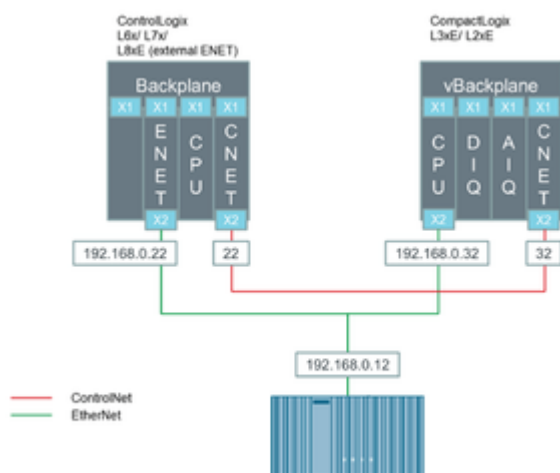 ControlLogix
L6x/ L7x/
L8xE (external ENET)
Backplane
X1 X1 X1 X1
ENET
CPU
CNET
X2 X2
192.168.0.22
22
CompactLogix
L3xE/ L2xE
vBackplane
X1 X1 X1 X1
CPU
DIQ
AIQ
CNET
X2 X2
192.168.0.32
32
192.168.0.12
ControlNet
EtherNet